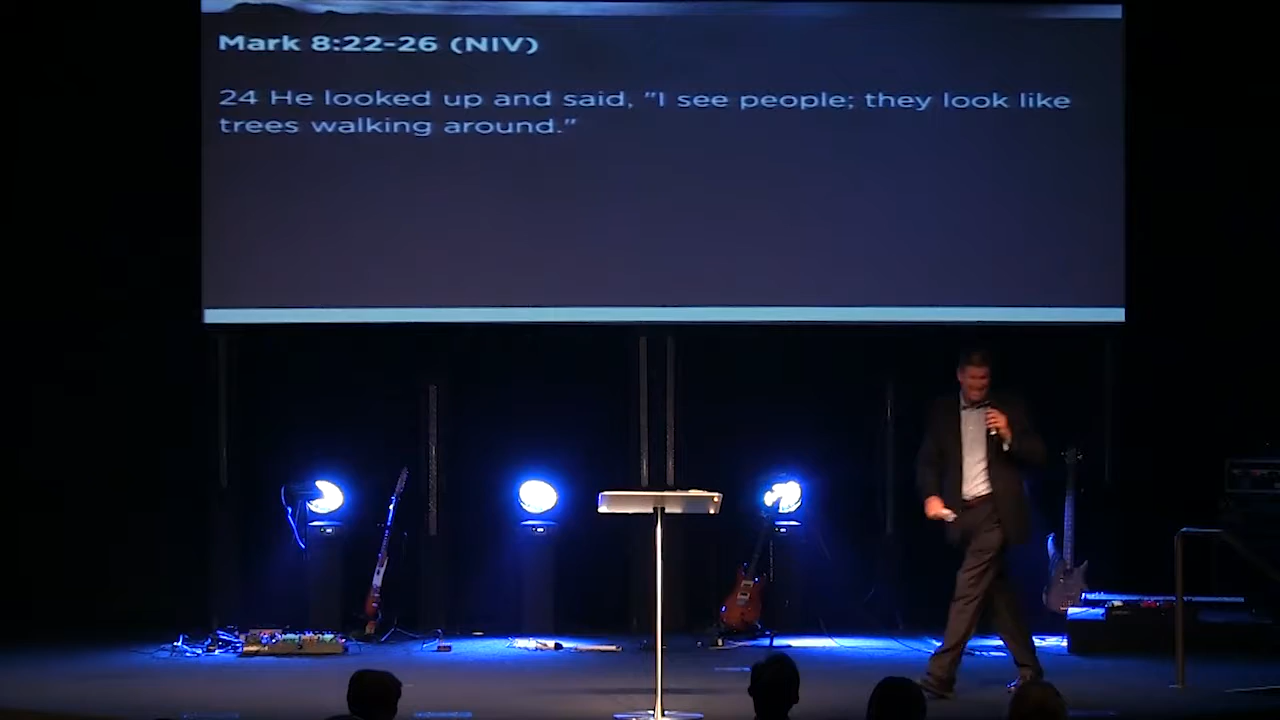 Mark 8:22-26 (NIV)
24 He looked up and said, "I see people; they look like
trees walking around."